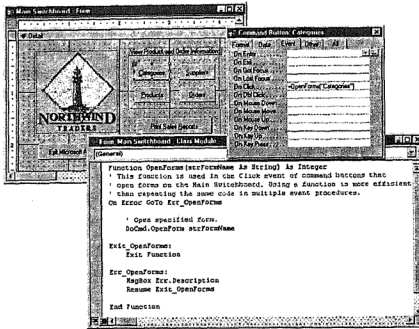 Main Switchboard : Form
Detail
View Product and Order Information:
Categories
Suppliers
Products
Orders
Print Sales Reports
NORTHWIND
TRADERS
Exit Microsoft A
Command Button: Categories
Format Data Event Other All
On Enter
On Exit
On Got Focus
On Lost Focus
On Click =OpenForms("Categories")
On Dbl Click
On Mouse Down
On Mouse Move
On Mouse Up
On Key Down
On Key Up
On Key Press
Form_Main Switchboard : Class Module
(General)
Function OpenForms(strFormName As String) As Integer
' This function is used in the Click event of command buttons that
' open forms on the Main Switchboard. Using a function is more efficient
' than repeating the same code in multiple event procedures.
On Error GoTo Err_OpenForms
' Open specified form.
DoCmd.OpenForm strFormName
Exit_OpenForms:
Exit Function
Err_OpenForms:
MsgBox Err.Description
Resume Exit_OpenForms
End Function